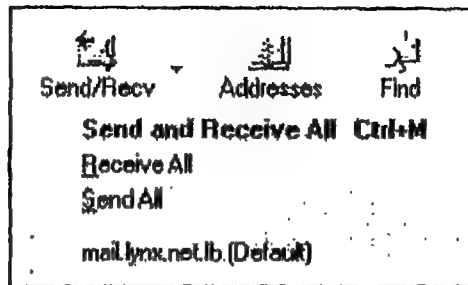 Send/Recv Addresses Find
Send and Receive All Ctrl+M
Receive All
Send All
mail.lynx.net.lb.(Default)